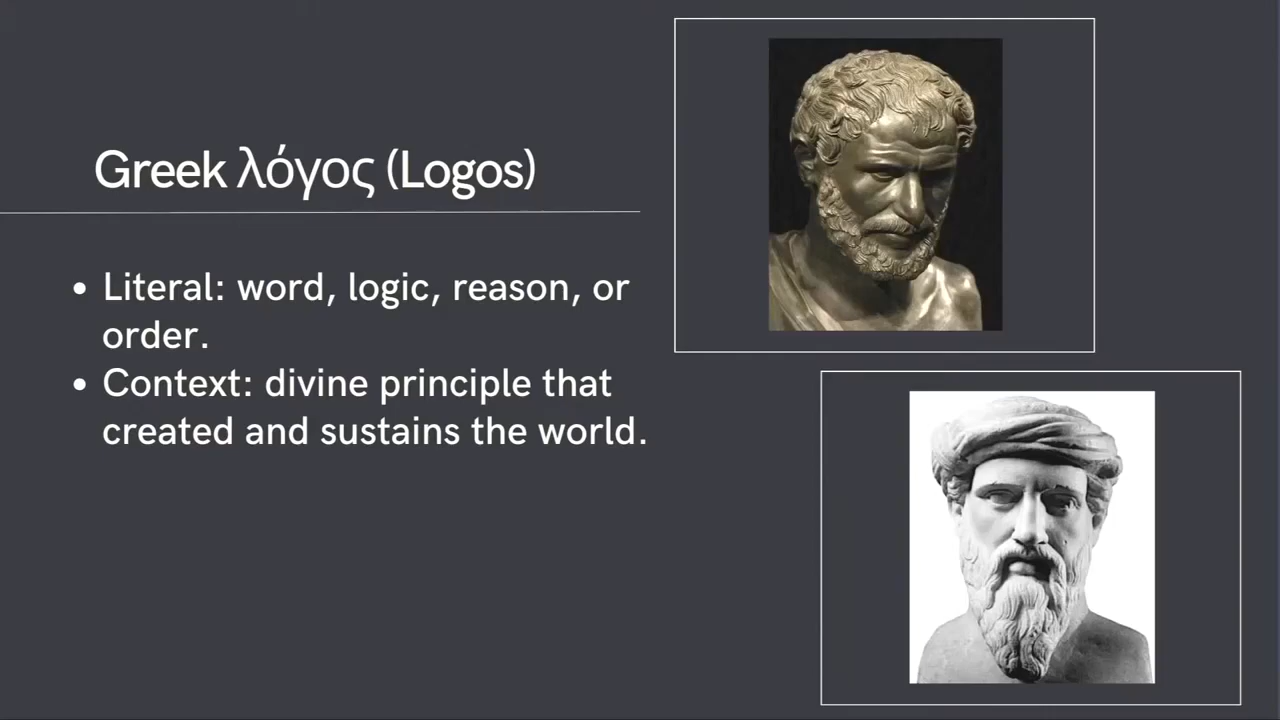 Greek λόγος (Logos)
• Literal: word, logic, reason, or
order.
• Context: divine principle that
created and sustains the world.